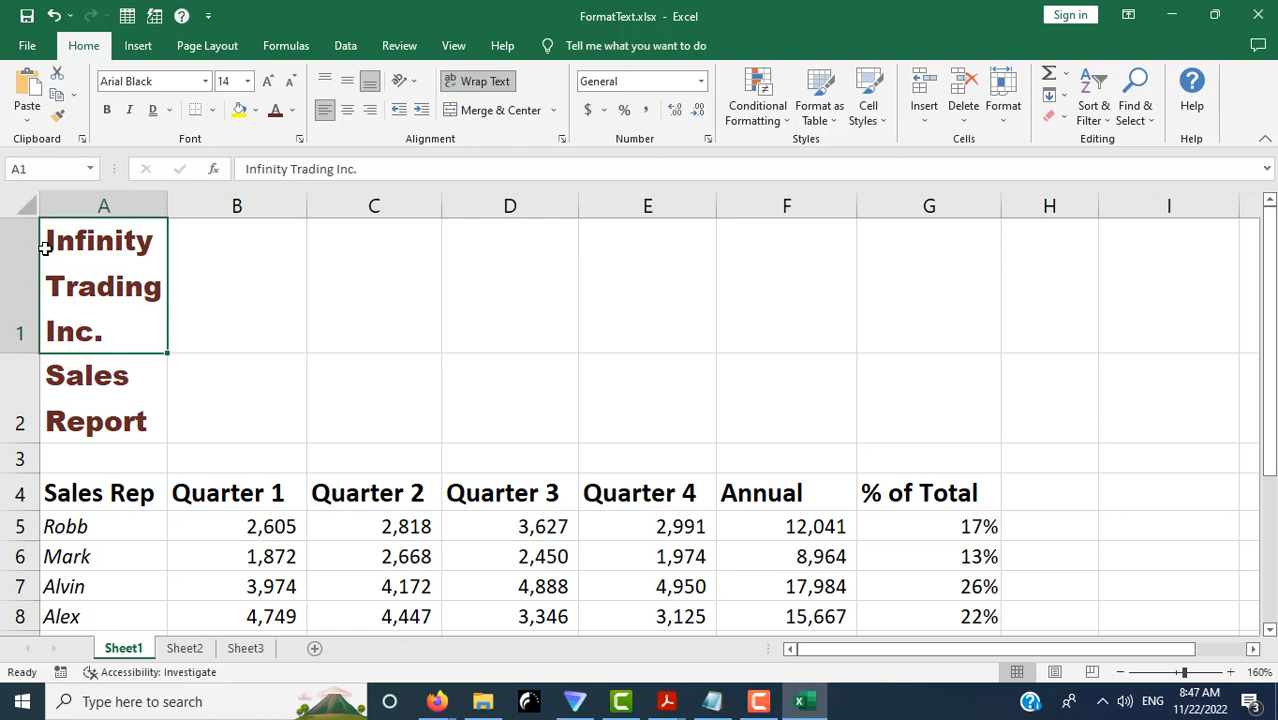 FormatText.xlsx - Excel
Sign in
File Home Insert Page Layout Formulas Data Review View Help Tell me what you want to do
Paste
Clipboard
Arial Black 14
B I D
Font
Wrap Text
Merge & Center
Alignment
General
$ % ,
Number
Conditional Formatting
Format as Table
Cell Styles
Styles
Insert Delete Format
Cells
Sort & Filter
Find & Select
Editing
Help
Help
A1 fx Infinity Trading Inc.
A B C D E F G H I
1 Infinity
Trading
Inc.
2 Sales
Report
3
4 Sales Rep Quarter 1 Quarter 2 Quarter 3 Quarter 4 Annual % of Total
5 Robb 2,605 2,818 3,627 2,991 12,041 17%
6 Mark 1,872 2,668 2,450 1,974 8,964 13%
7 Alvin 3,974 4,172 4,888 4,950 17,984 26%
8 Alex 4,749 4,447 3,346 3,125 15,667 22%
Sheet1 Sheet2 Sheet3
Ready Accessibility: Investigate 160%
Type here to search
ENG
8:47 AM
11/22/2022
3